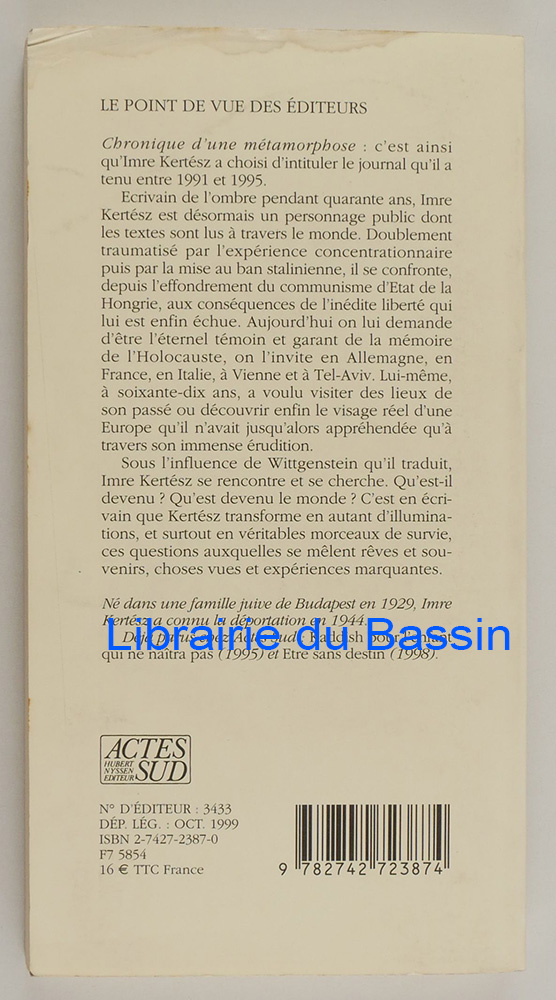 LE POINT DE VUE DES ÉDITEURS
Chronique d'une métamorphose : c'est ainsi
qu'Imre Kertész a choisi d'intituler le journal qu'il a
tenu entre 1991 et 1995.
Ecrivain de l'ombre pendant quarante ans, Imre
Kertész est désormais un personnage public dont
les textes sont lus à travers le monde. Doublement
traumatisé par l'expérience concentrationnaire
puis par la mise au ban stalinienne, il se confronte,
depuis l'effondrement du communisme d'Etat de la
Hongrie, aux conséquences de l'inédite liberté qui
lui est enfin échue. Aujourd'hui on lui demande
d'être l'éternel témoin et garant de la mémoire
de l'Holocauste, on l'invite en Allemagne, en
France, en Italie, à Vienne et à Tel-Aviv. Lui-même,
à soixante-dix ans, a voulu visiter des lieux de
son passé ou découvrir enfin le visage réel d'une
Europe qu'il n'avait jusqu'alors appréhendée qu'à
travers son immense érudition.
Sous l'influence de Wittgenstein qu'il traduit,
Imre Kertész se rencontre et se cherche. Qu'est-il
devenu ? Qu'est devenu le monde ? C'est en écri-
vain que Kertész transforme en autant d'illumina-
tions, et surtout en véritables morceaux de survie,
ces questions auxquelles se mêlent rêves et sou-
venirs, choses vues et expériences marquantes.
Né dans une famille juive de Budapest en 1929, Imre
Kertész a connu la déportation en 1944.
Déjà parus chez Actes Sud : Kaddish pour l'enfant
qui ne naîtra pas (1995) et Etre sans destin (1998).
Librairie du Bassin
ACTES
HUBERT
NYSSEN
EDITEUR
SUD
N° D'ÉDITEUR : 3433
DÉP. LÉG. : OCT. 1999
ISBN 2-7427-2387-0
F7 5854
16 € TTC France
9 782742 723874